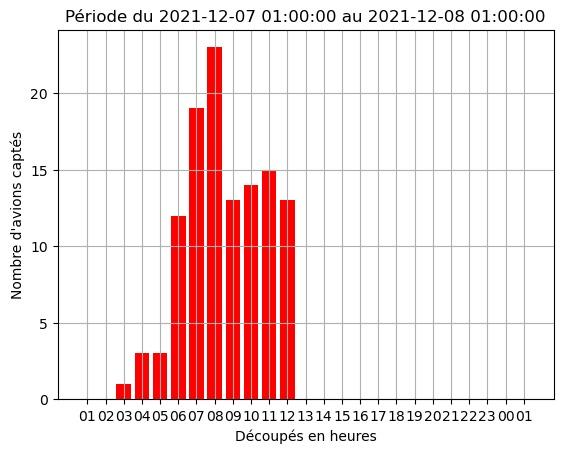 Période du 2021-12-07 01:00:00 au 2021-12-08 01:00:00
Nombre d'avions captés
20
15
10
5
0
01 02 03 04 05 06 07 08 09 10 11 12 13 14 15 16 17 18 19 20 21 22 23 00 01
Découpés en heures